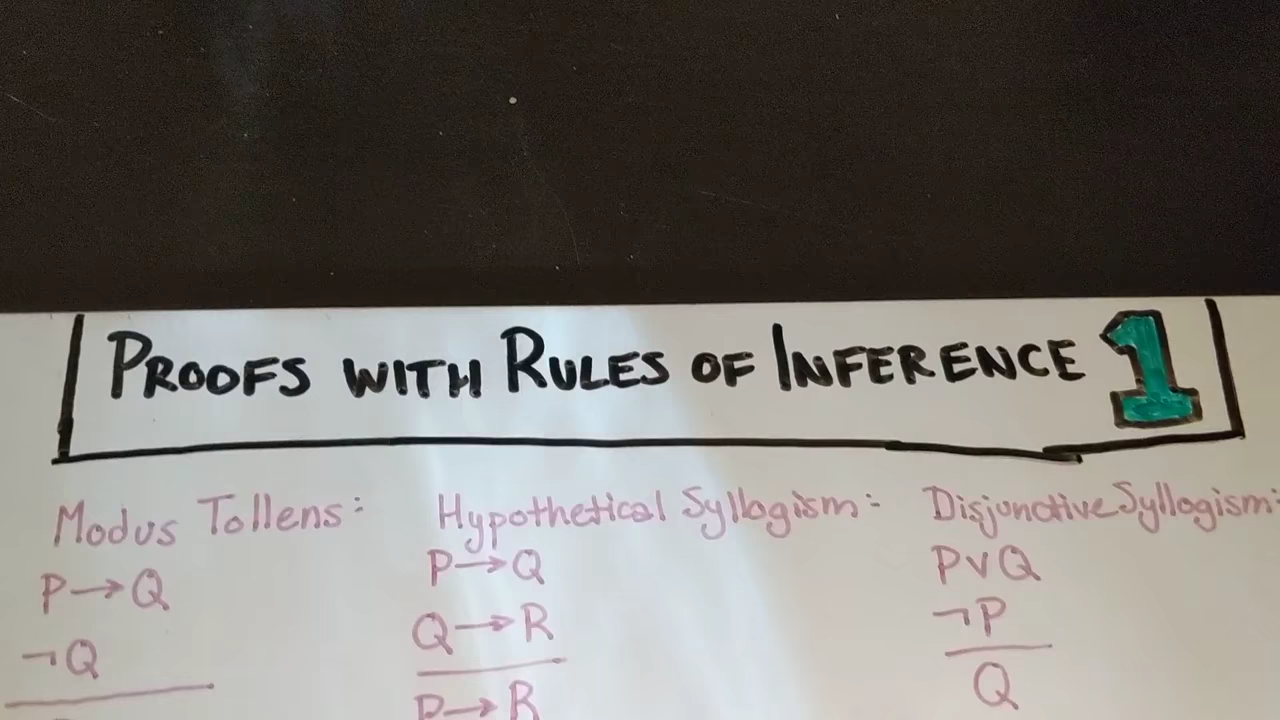 PROOFS WITH RULES OF INFERENCE 1
Modus Tollens:
P→Q
¬Q
Hypothetical Syllogism:
P→Q
Q→R
P→R
Disjunctive Syllogism:
P∨Q
¬P
Q